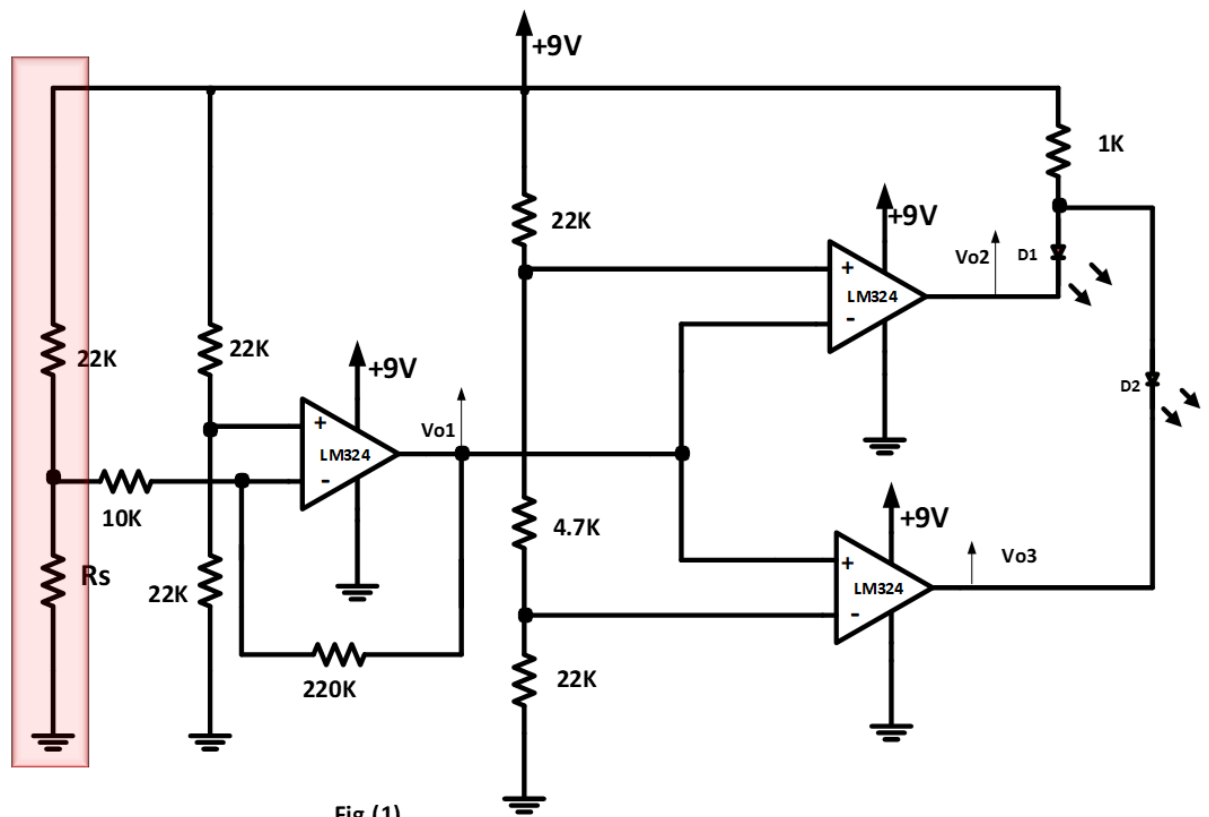 +9V
1K
22K
+9V
+
LM324
-
Vo2
D1
22K
22K
+9V
D2
+
LM324
-
Vo1
10K
4.7K
+9V
+
LM324
-
Vo3
Rs
22K
220K
22K
Fig (1)